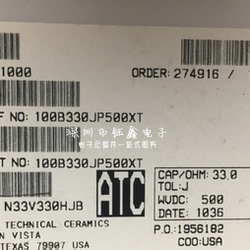 1000
ORDER: 274916 /
F NO: 100B330JP500XT
深圳市钰鑫电子
电子元器件一站式服务
T NO: 100B330JP500XT
N33V330HJB
ATC
CAP/OHM: 33.0
TOL:J
WVDC: 500
DATE: 1036
TECHNICAL CERAMICS
N VISTA
TEXAS 79907 USA
P.O:1956102
COO:USA